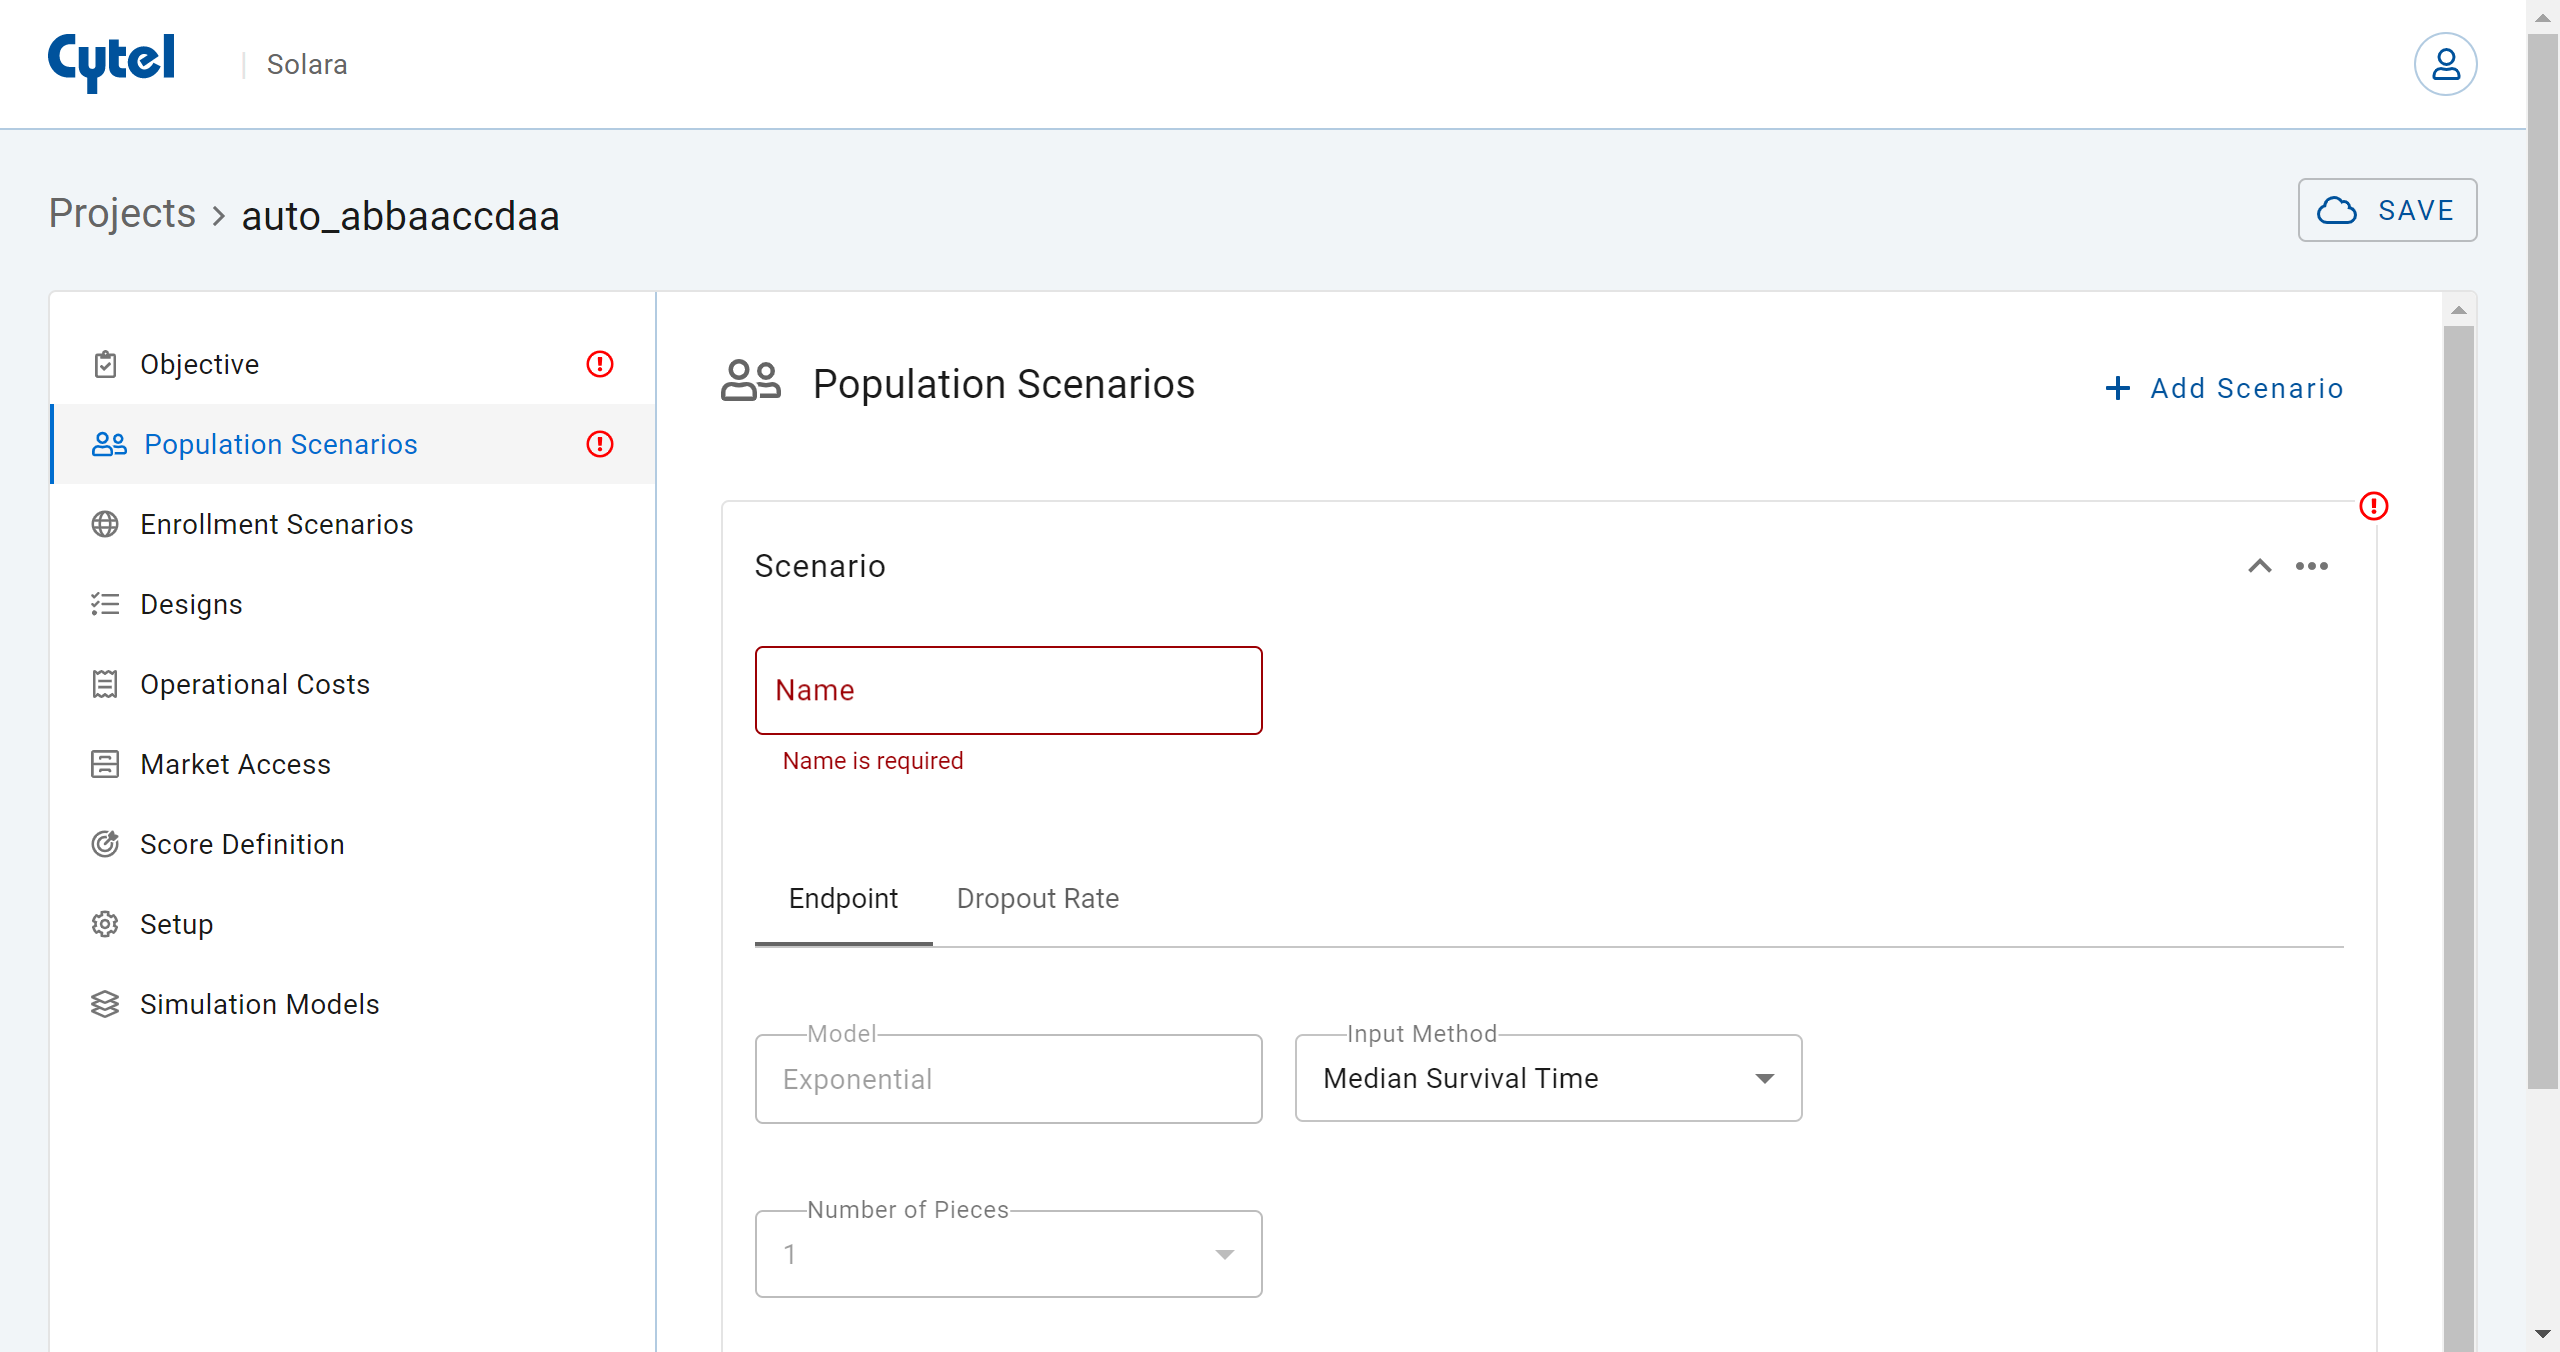 Cytel
Solara
Projects > auto_abbaaccdaa
SAVE
Objective
Population Scenarios
Enrollment Scenarios
Designs
Operational Costs
Market Access
Score Definition
Setup
Simulation Models
Population Scenarios
+ Add Scenario
Scenario
Name
Name is required
Endpoint
Dropout Rate
Model
Exponential
Input Method
Median Survival Time
Number of Pieces
1